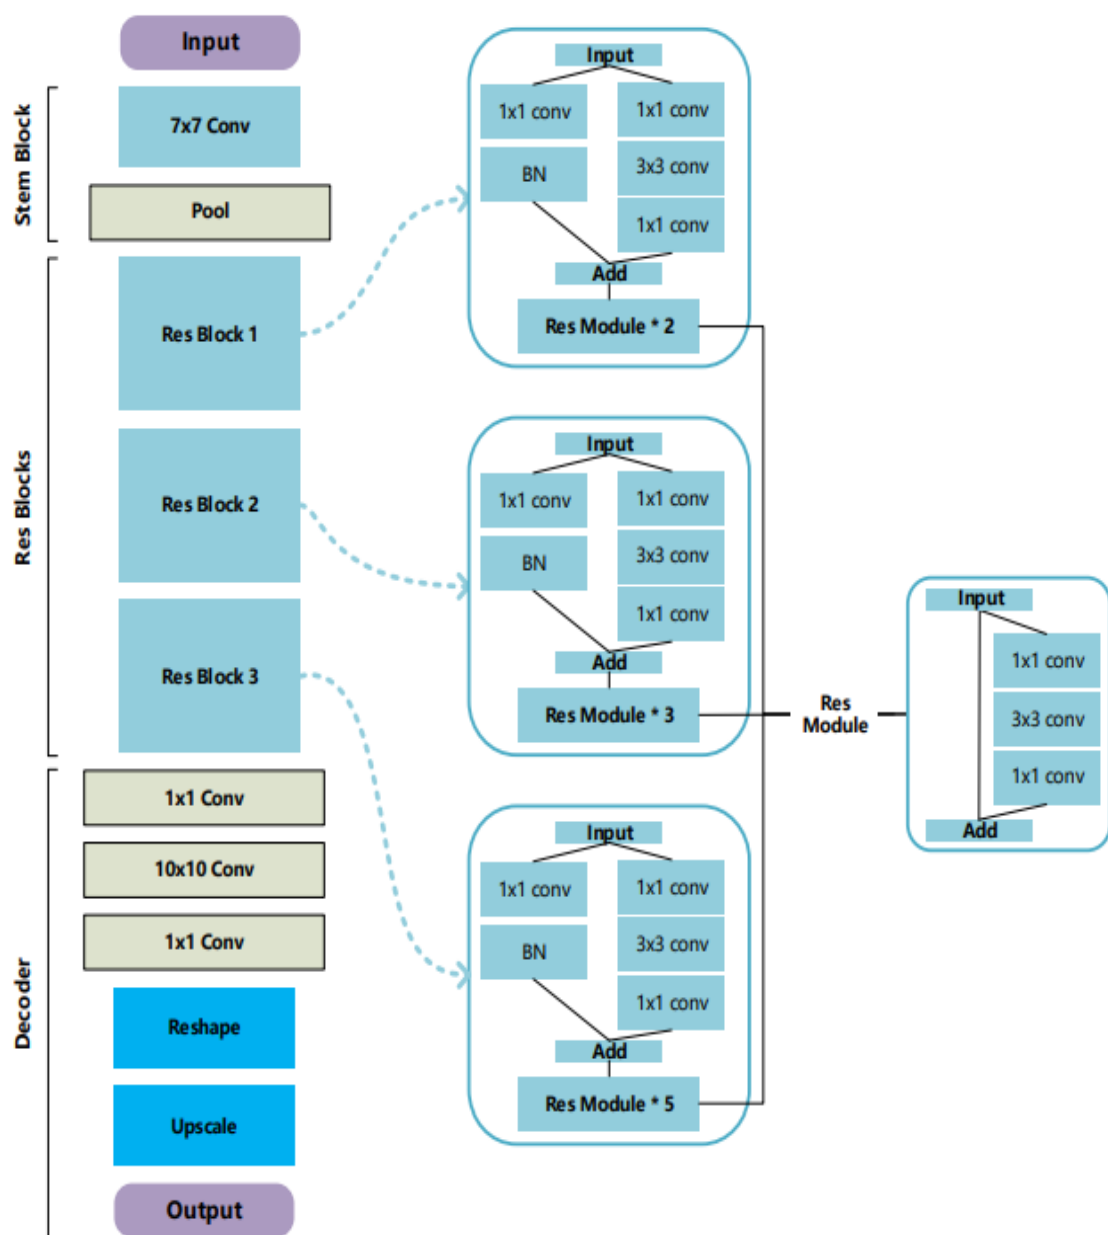 Input
Stem Block
7x7 Conv
Pool
Res Blocks
Res Block 1
Res Block 2
Res Block 3
Decoder
1x1 Conv
10x10 Conv
1x1 Conv
Reshape
Upscale
Output
Input
1x1 conv
BN
1x1 conv
3x3 conv
1x1 conv
Add
Res Module * 2
Input
1x1 conv
BN
1x1 conv
3x3 conv
1x1 conv
Add
Res Module * 3
Input
1x1 conv
BN
1x1 conv
3x3 conv
1x1 conv
Add
Res Module * 5
Res
Module
Input
1x1 conv
3x3 conv
1x1 conv
Add